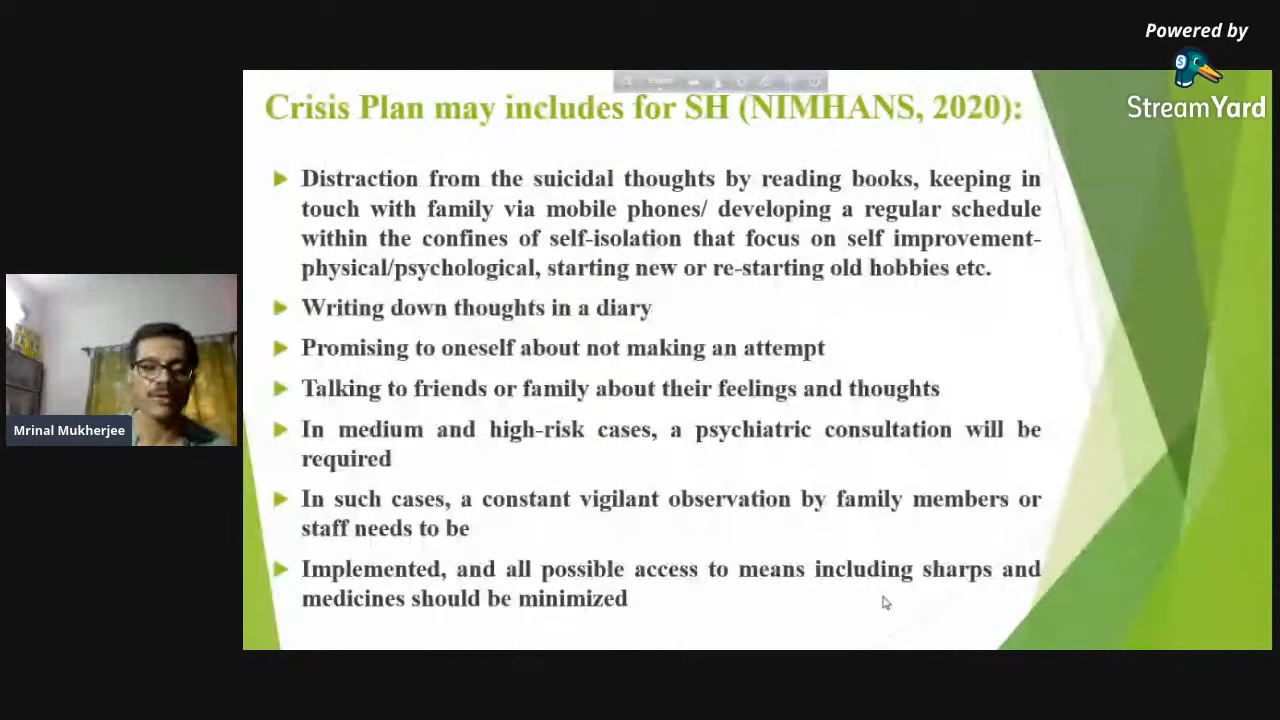 Powered by
StreamYard
Crisis Plan may includes for SH (NIMHANS, 2020):
Distraction from the suicidal thoughts by reading books, keeping in
touch with family via mobile phones/ developing a regular schedule
within the confines of self-isolation that focus on self improvement-
physical/psychological, starting new or re-starting old hobbies etc.
Writing down thoughts in a diary
Promising to oneself about not making an attempt
Talking to friends or family about their feelings and thoughts
In medium and high-risk cases, a psychiatric consultation will be
required
In such cases, a constant vigilant observation by family members or
staff needs to be
Implemented, and all possible access to means including sharps and
medicines should be minimized
Mrinal Mukherjee